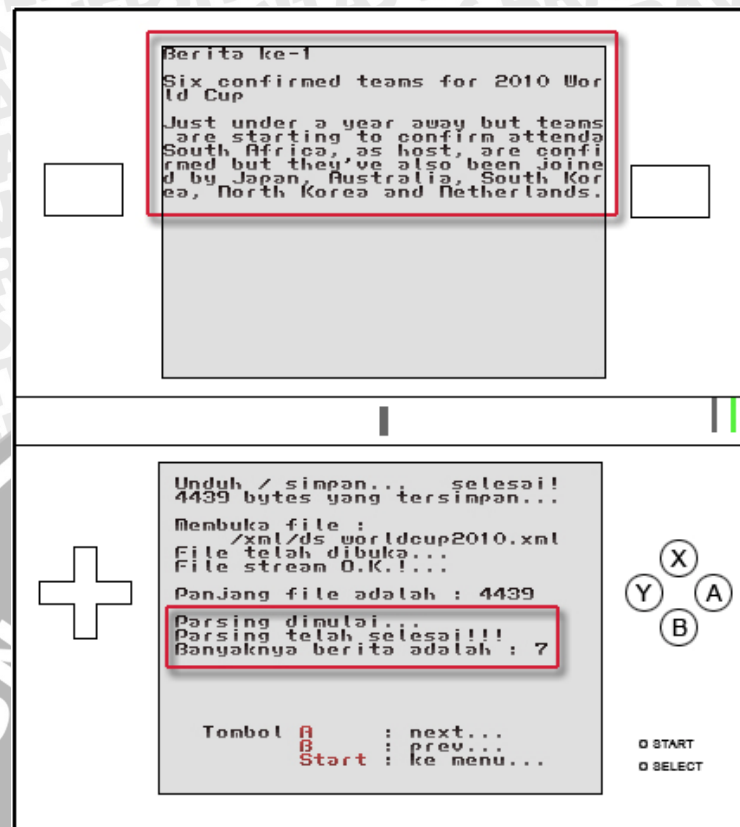 Berita ke-1
Six confirmed teams for 2010 Wor
ld Cup
Just under a year away but teams
are starting to confirm attenda
South Africa, as host, are confi
rmed but they've also been joine
d by Japan, Australia, South Kor
ea, North Korea and Netherlands.
Unduh / simpan... selesai!
4439 bytes yang tersimpan...
Membuka file :
/xml/ds_worldcup2010.xml
File telah dibuka...
File stream O.K.!...
Panjang file adalah : 4439
Parsing dimulai...
Parsing telah selesai!!!
Banyaknya berita adalah : 7
Tombol A : next...
B : prev...
Start : ke menu...
X
Y A
B
START
SELECT